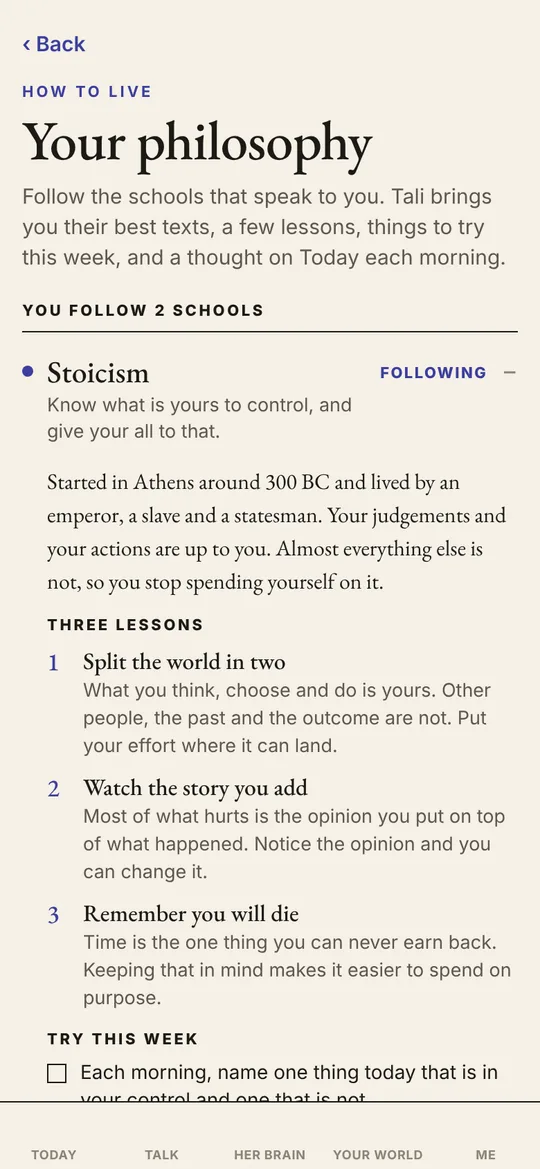 ‹ Back
HOW TO LIVE
Your philosophy
Follow the schools that speak to you. Tali brings
you their best texts, a few lessons, things to try
this week, and a thought on Today each morning.
YOU FOLLOW 2 SCHOOLS
Stoicism
FOLLOWING –
Know what is yours to control, and
give your all to that.
Started in Athens around 300 BC and lived by an
emperor, a slave and a statesman. Your judgements and
your actions are up to you. Almost everything else is
not, so you stop spending yourself on it.
THREE LESSONS
1 Split the world in two
What you think, choose and do is yours. Other
people, the past and the outcome are not. Put
your effort where it can land.
2 Watch the story you add
Most of what hurts is the opinion you put on top
of what happened. Notice the opinion and you
can change it.
3 Remember you will die
Time is the one thing you can never earn back.
Keeping that in mind makes it easier to spend on
purpose.
TRY THIS WEEK
Each morning, name one thing today that is in
your control and one that is not
TODAY TALK HER BRAIN YOUR WORLD ME